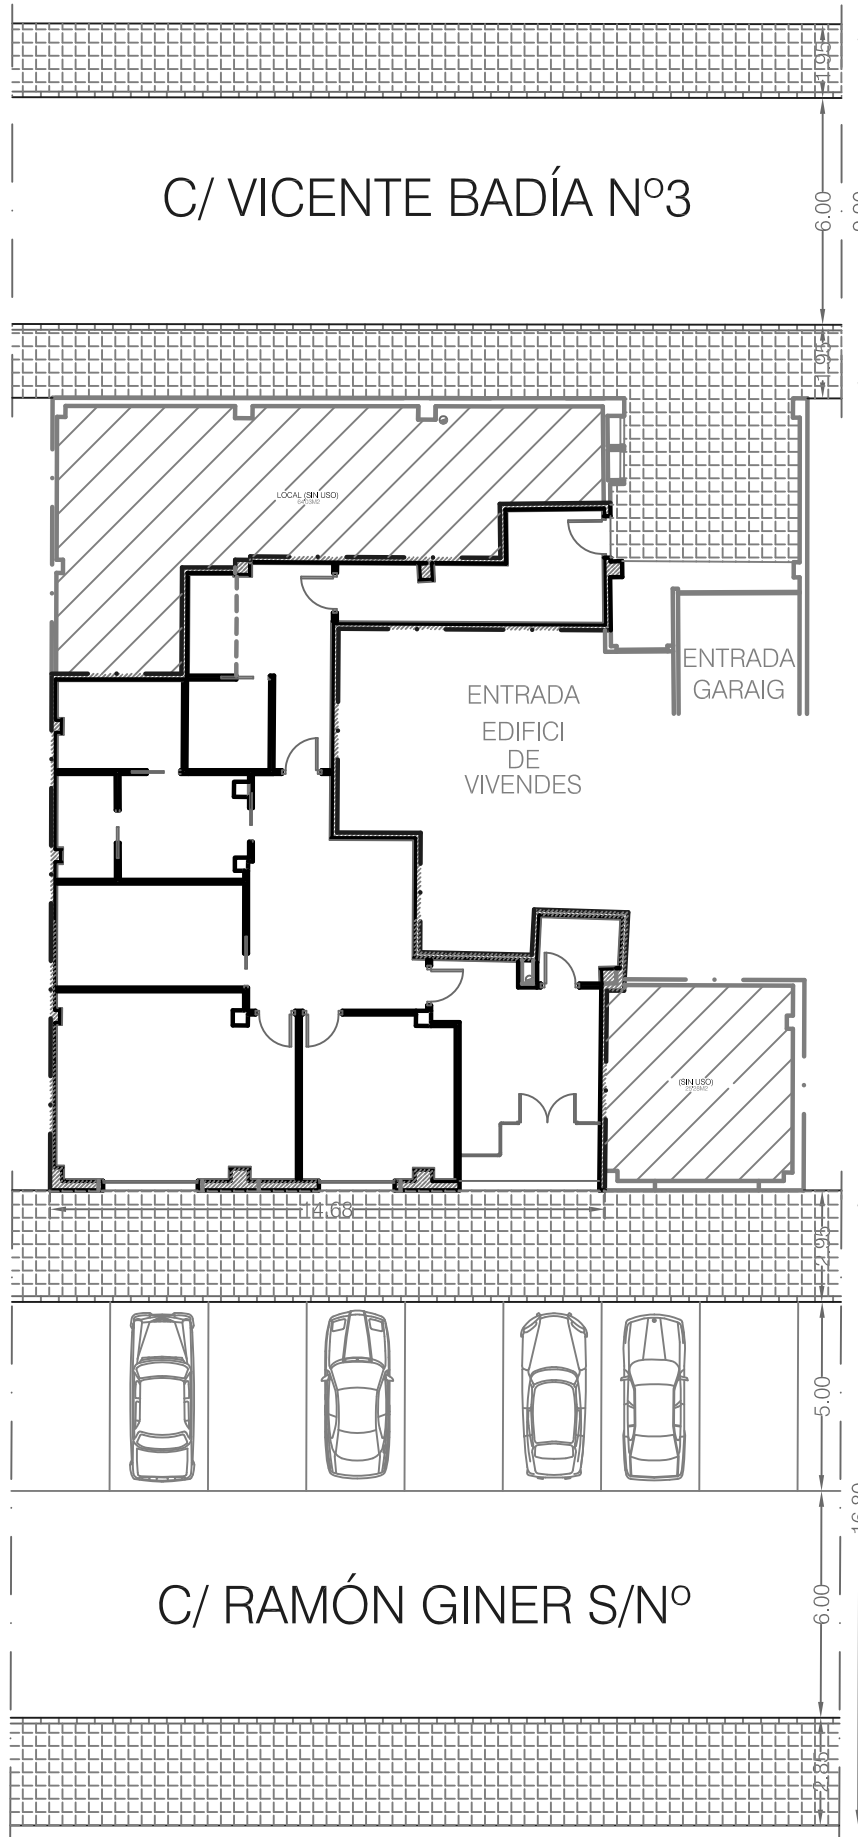 1.95
C/ VICENTE BADÍA Nº3
6.00
1.95
LOCAL (SIN USO)
ENTRADA
GARAIG
ENTRADA
EDIFICI
DE
VIVENDES
(SIN USO)
14.68
2.95
5.00
C/ RAMÓN GINER S/Nº
6.00
2.85